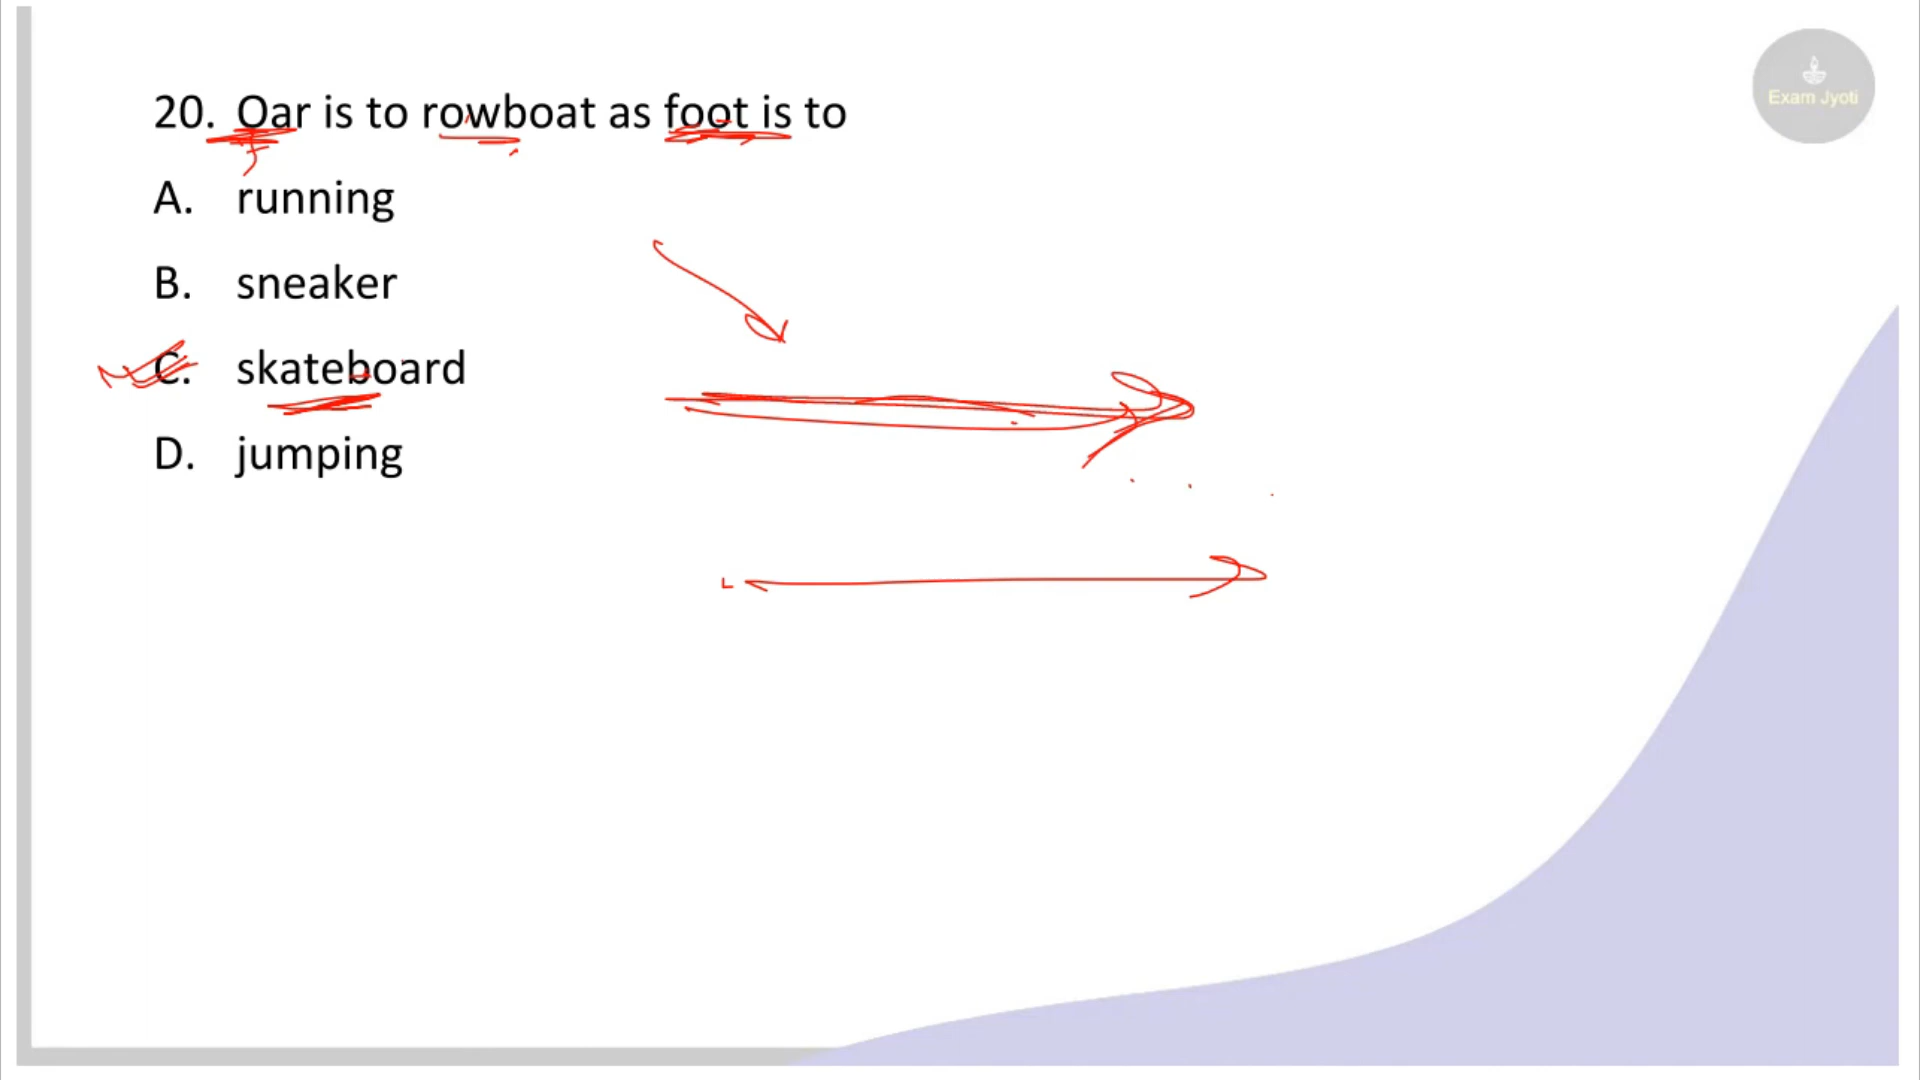 Exam Jyoti
20. Oar is to rowboat as foot is to
A. running
B. sneaker
C. skateboard
D. jumping